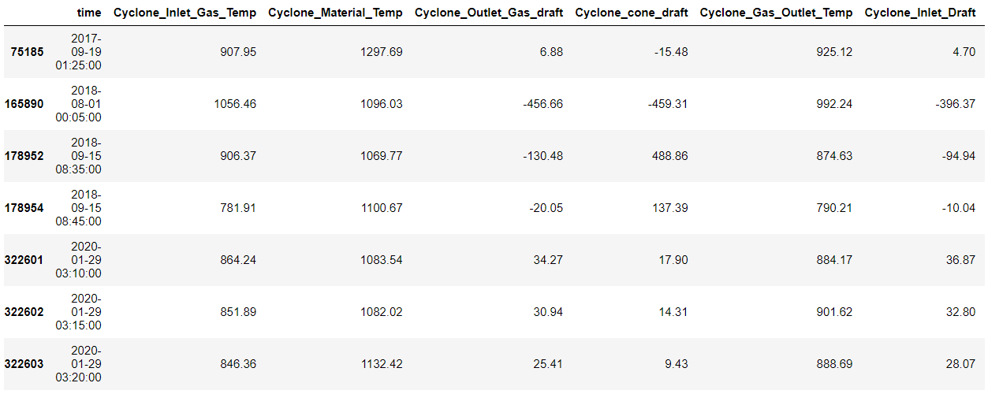 time Cyclone_Inlet_Gas_Temp Cyclone_Material_Temp Cyclone_Outlet_Gas_draft Cyclone_cone_draft Cyclone_Gas_Outlet_Temp Cyclone_Inlet_Draft
2017-
75185 09-19 907.95 1297.69 6.88 -15.48 925.12 4.70
01:25:00
2018-
165890 08-01 1056.46 1096.03 -456.66 -459.31 992.24 -396.37
00:05:00
2018-
178952 09-15 906.37 1069.77 -130.48 488.86 874.63 -94.94
08:35:00
2018-
178954 09-15 781.91 1100.67 -20.05 137.39 790.21 -10.04
08:45:00
2020-
322601 01-29 864.24 1083.54 34.27 17.90 884.17 36.87
03:10:00
2020-
322602 01-29 851.89 1082.02 30.94 14.31 901.62 32.80
03:15:00
2020-
322603 01-29 846.36 1132.42 25.41 9.43 888.69 28.07
03:20:00